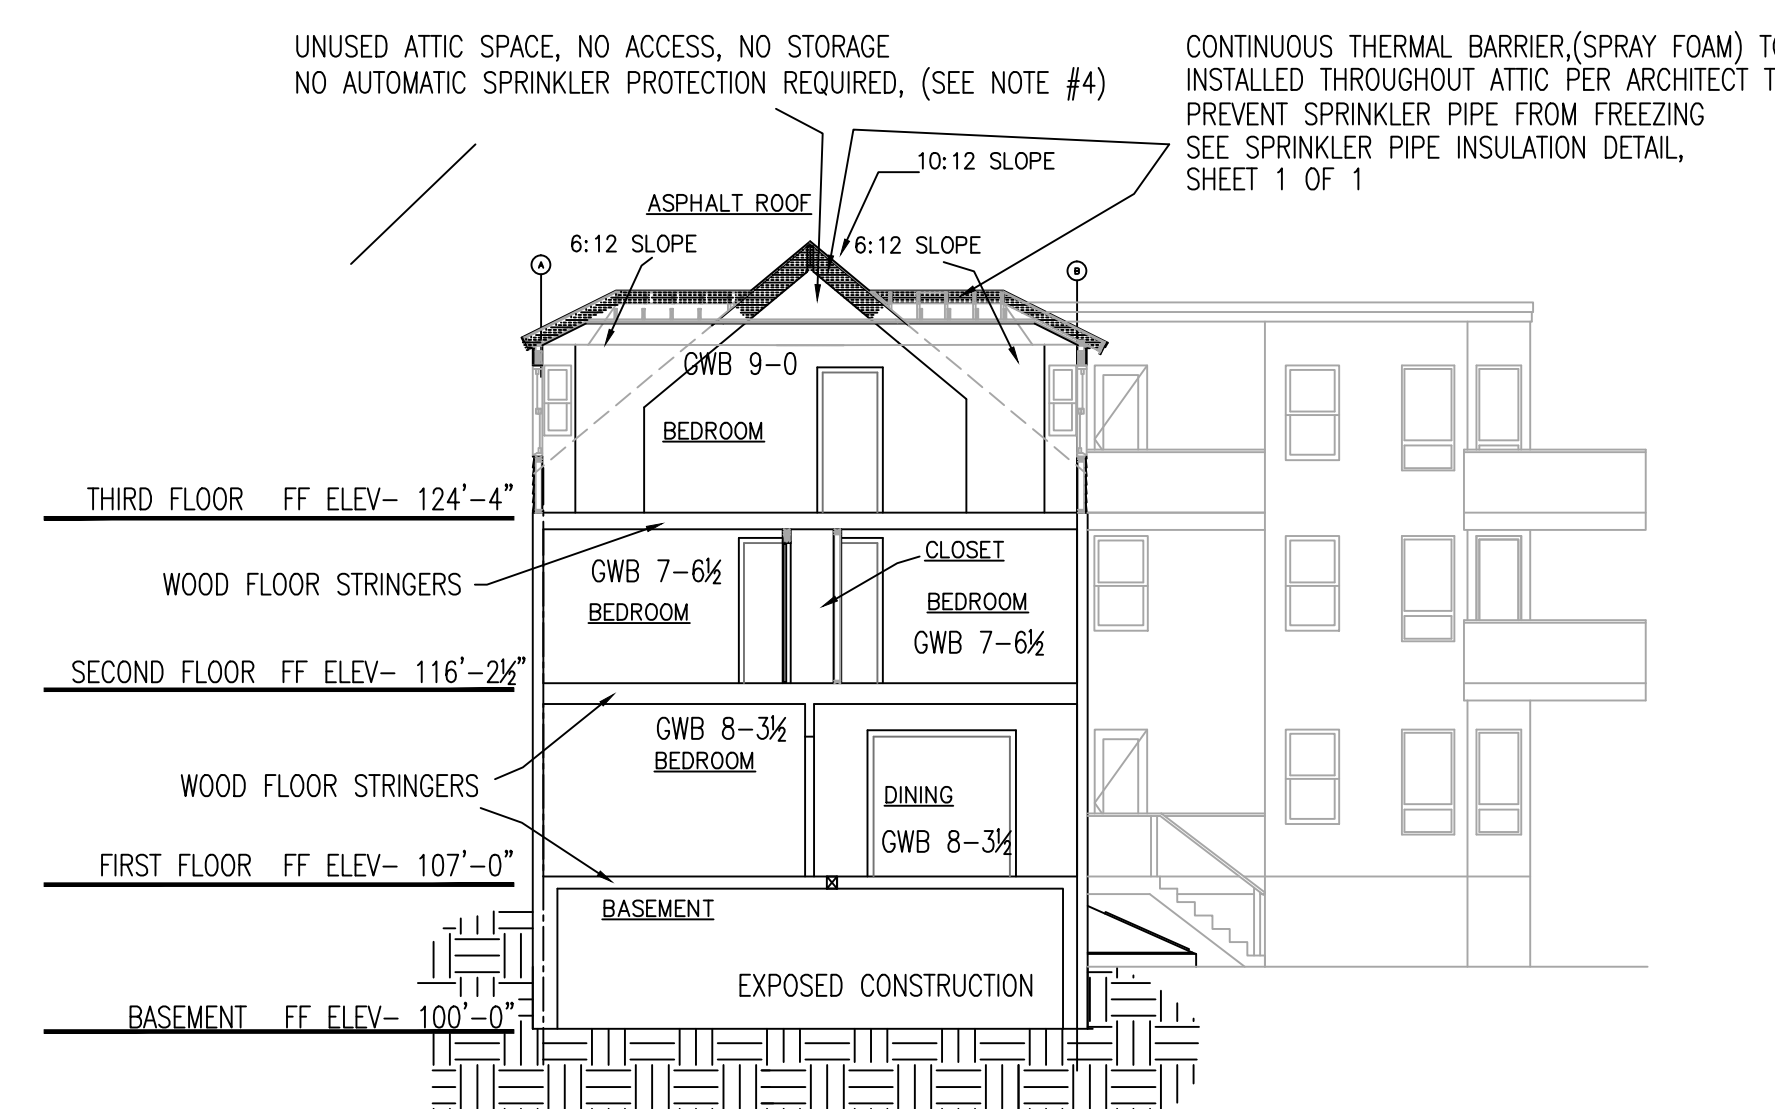 UNUSED ATTIC SPACE, NO ACCESS, NO STORAGE
NO AUTOMATIC SPRINKLER PROTECTION REQUIRED, (SEE NOTE #4)
CONTINUOUS THERMAL BARRIER,(SPRAY FOAM)
INSTALLED THROUGHOUT ATTIC PER ARCHITECT
PREVENT SPRINKLER PIPE FROM FREEZING
SEE SPRINKLER PIPE INSULATION DETAIL,
SHEET 1 OF 1
10:12 SLOPE
ASPHALT ROOF
6:12 SLOPE
6:12 SLOPE
A
B
GWB 9-0
BEDROOM
THIRD FLOOR FF ELEV- 124'-4"
WOOD FLOOR STRINGERS
CLOSET
GWB 7-6½
BEDROOM
BEDROOM
GWB 7-6½
SECOND FLOOR FF ELEV- 116'-2½"
GWB 8-3½
BEDROOM
WOOD FLOOR STRINGERS
DINING
GWB 8-3½
FIRST FLOOR FF ELEV- 107'-0"
BASEMENT
EXPOSED CONSTRUCTION
BASEMENT FF ELEV- 100'-0"